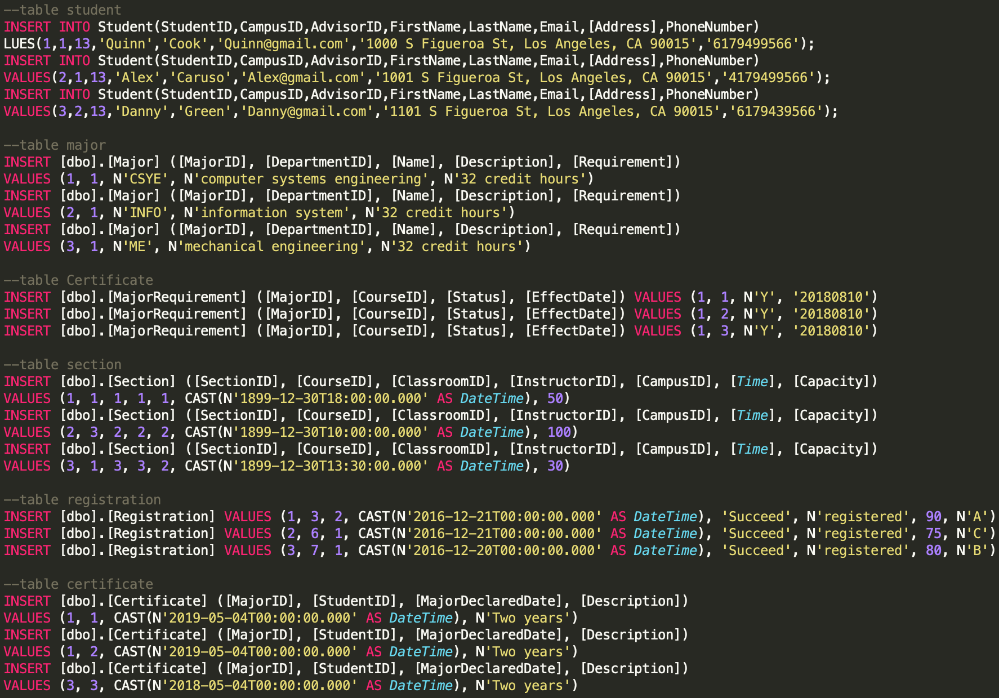 --table student
INSERT INTO Student(StudentID,CampusID,AdvisorID,FirstName,LastName,Email,[Address],PhoneNumber)
LUES(1,1,13,'Quinn','Cook','Quinn@gmail.com','1000 S Figueroa St, Los Angeles, CA 90015','6179499566');
INSERT INTO Student(StudentID,CampusID,AdvisorID,FirstName,LastName,Email,[Address],PhoneNumber)
VALUES(2,1,13,'Alex','Caruso','Alex@gmail.com','1001 S Figueroa St, Los Angeles, CA 90015','4179499566');
INSERT INTO Student(StudentID,CampusID,AdvisorID,FirstName,LastName,Email,[Address],PhoneNumber)
VALUES(3,2,13,'Danny','Green','Danny@gmail.com','1101 S Figueroa St, Los Angeles, CA 90015','6179439566');
--table major
INSERT [dbo].[Major] ([MajorID], [DepartmentID], [Name], [Description], [Requirement])
VALUES (1, 1, N'CSYE', N'computer systems engineering', N'32 credit hours')
INSERT [dbo].[Major] ([MajorID], [DepartmentID], [Name], [Description], [Requirement])
VALUES (2, 1, N'INFO', N'information system', N'32 credit hours')
INSERT [dbo].[Major] ([MajorID], [DepartmentID], [Name], [Description], [Requirement])
VALUES (3, 1, N'ME', N'mechanical engineering', N'32 credit hours')
--table Certificate
INSERT [dbo].[MajorRequirement] ([MajorID], [CourseID], [Status], [EffectDate]) VALUES (1, 1, N'Y', '20180810')
INSERT [dbo].[MajorRequirement] ([MajorID], [CourseID], [Status], [EffectDate]) VALUES (1, 2, N'Y', '20180810')
INSERT [dbo].[MajorRequirement] ([MajorID], [CourseID], [Status], [EffectDate]) VALUES (1, 3, N'Y', '20180810')
--table section
INSERT [dbo].[Section] ([SectionID], [CourseID], [ClassroomID], [InstructorID], [CampusID], [Time], [Capacity])
VALUES (1, 1, 1, 1, 1, CAST(N'1899-12-30T18:00:00.000' AS DateTime), 50)
INSERT [dbo].[Section] ([SectionID], [CourseID], [ClassroomID], [InstructorID], [CampusID], [Time], [Capacity])
VALUES (2, 3, 2, 2, 2, CAST(N'1899-12-30T10:00:00.000' AS DateTime), 100)
INSERT [dbo].[Section] ([SectionID], [CourseID], [ClassroomID], [InstructorID], [CampusID], [Time], [Capacity])
VALUES (3, 1, 3, 3, 2, CAST(N'1899-12-30T13:30:00.000' AS DateTime), 30)
--table registration
INSERT [dbo].[Registration] VALUES (1, 3, 2, CAST(N'2016-12-21T00:00:00.000' AS DateTime), 'Succeed', N'registered', 90, N'A')
INSERT [dbo].[Registration] VALUES (2, 6, 1, CAST(N'2016-12-21T00:00:00.000' AS DateTime), 'Succeed', N'registered', 75, N'C')
INSERT [dbo].[Registration] VALUES (3, 7, 1, CAST(N'2016-12-20T00:00:00.000' AS DateTime), 'Succeed', N'registered', 80, N'B')
--table certificate
INSERT [dbo].[Certificate] ([MajorID], [StudentID], [MajorDeclaredDate], [Description])
VALUES (1, 1, CAST(N'2019-05-04T00:00:00.000' AS DateTime), N'Two years')
INSERT [dbo].[Certificate] ([MajorID], [StudentID], [MajorDeclaredDate], [Description])
VALUES (1, 2, CAST(N'2019-05-04T00:00:00.000' AS DateTime), N'Two years')
INSERT [dbo].[Certificate] ([MajorID], [StudentID], [MajorDeclaredDate], [Description])
VALUES (3, 3, CAST(N'2018-05-04T00:00:00.000' AS DateTime), N'Two years')